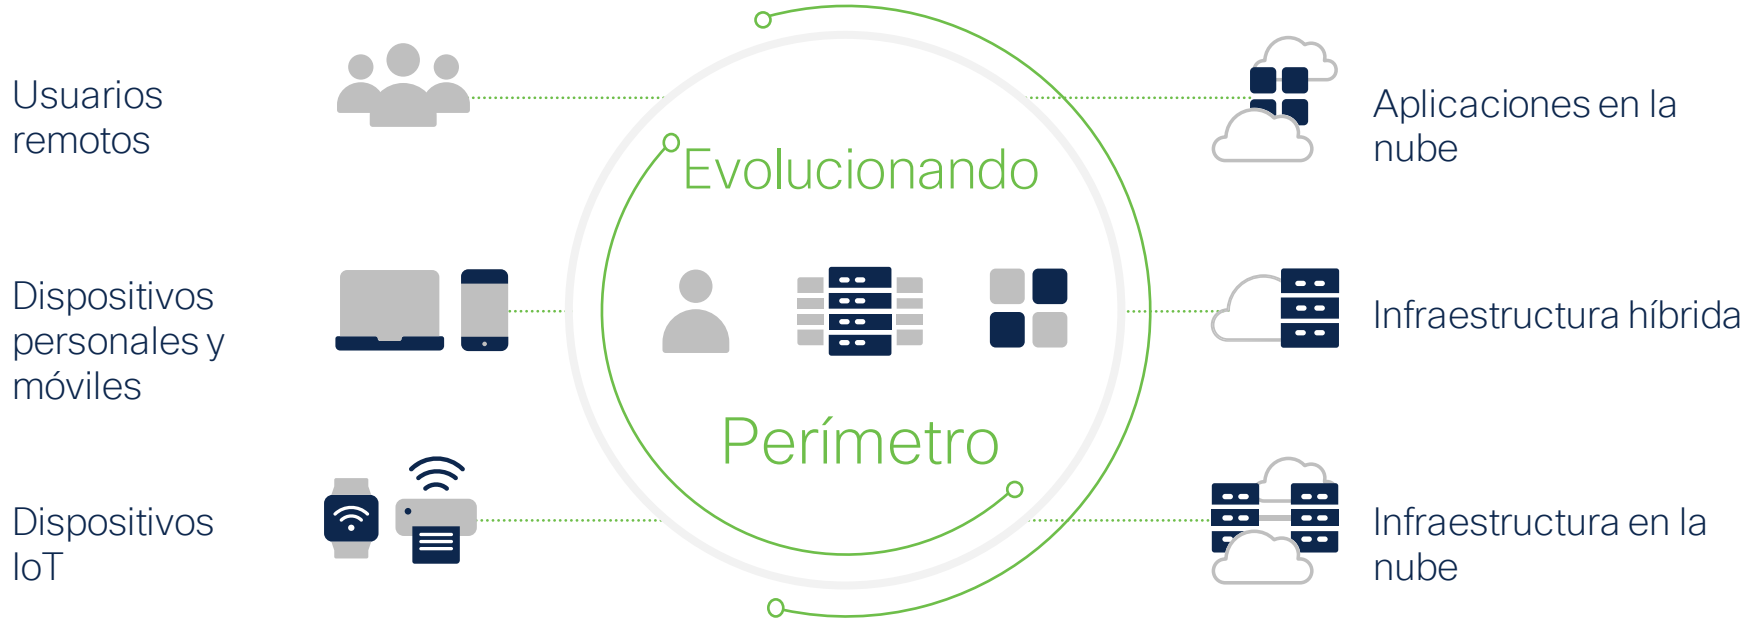 Usuarios
remotos
Dispositivos
personales y
móviles
Dispositivos
IoT
Evolucionando
Perímetro
Aplicaciones en la
nube
Infraestructura híbrida
Infraestructura en la
nube